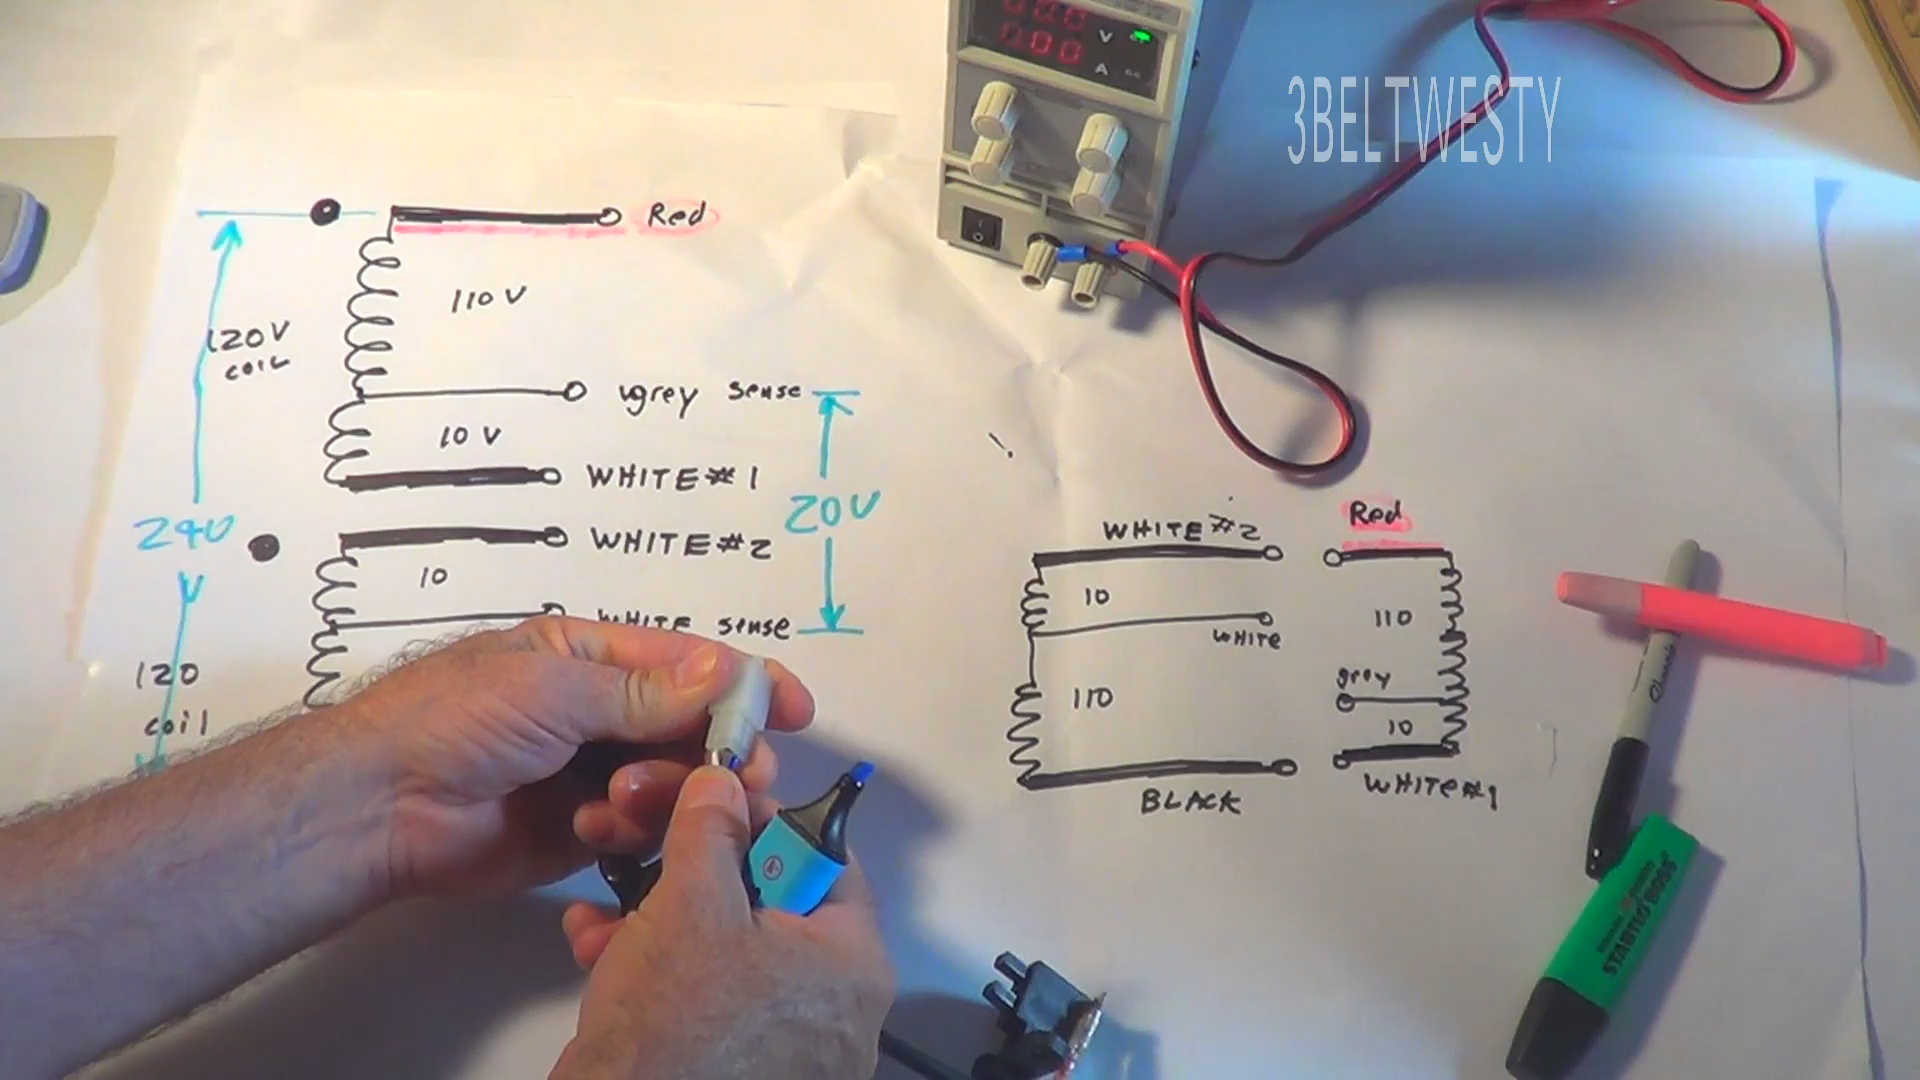 V
A
3BELTWESTY
Red
110 V
120V
coil
grey sense
10 V
WHITE #1
20V
240
V
WHITE #2
10
WHITE sense
120
coil
WHITE #2
Red
10
110
WHITE
grey
110
10
BLACK
WHITE #1
Sharpie
STABILO BOSS